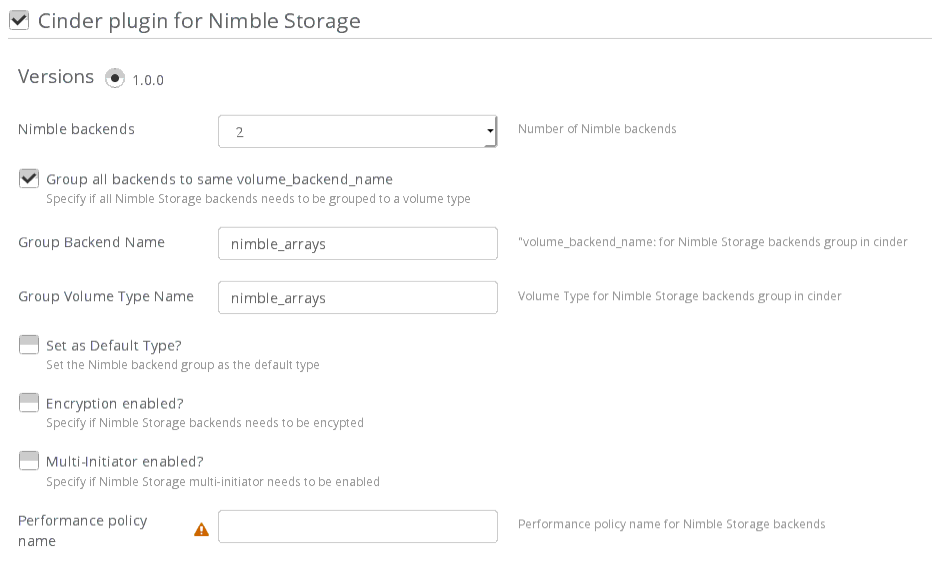 Cinder plugin for Nimble Storage
Versions 1.0.0
Nimble backends 2 Number of Nimble backends
Group all backends to same volume_backend_name
Specify if all Nimble Storage backends needs to be grouped to a volume type
Group Backend Name nimble_arrays "volume_backend_name: for Nimble Storage backends group in cinder
Group Volume Type Name nimble_arrays Volume Type for Nimble Storage backends group in cinder
Set as Default Type?
Set the Nimble backend group as the default type
Encryption enabled?
Specify if Nimble Storage backends needs to be encypted
Multi-Initiator enabled?
Specify if Nimble Storage multi-initiator needs to be enabled
Performance policy
name
Performance policy name for Nimble Storage backends